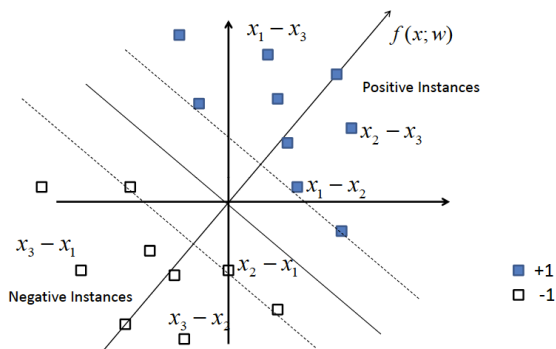 x₁ − x₃
f(x; w)
Positive Instances
x₂ − x₃
x₁ − x₂
x₃ − x₁
x₂ − x₁
Negative Instances
x₃ − x₂
+1
-1